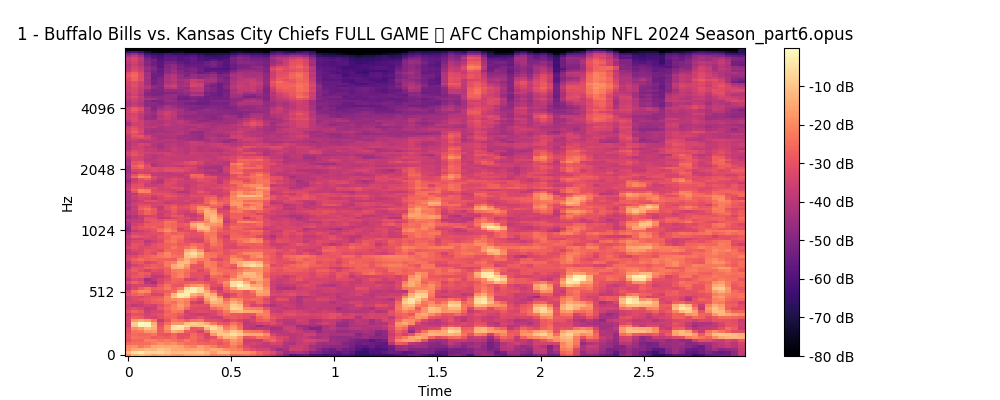 1 - Buffalo Bills vs. Kansas City Chiefs FULL GAME ▯ AFC Championship NFL 2024 Season_part6.opus
Hz
4096
2048
1024
512
0
0 0.5 1 1.5 2 2.5
Time
-10 dB
-20 dB
-30 dB
-40 dB
-50 dB
-60 dB
-70 dB
-80 dB